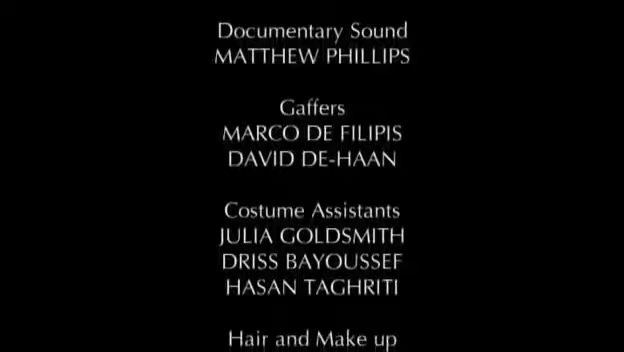 Documentary Sound
MATTHEW PHILLIPS
Gaffers
MARCO DE FILIPIS
DAVID DE-HAAN
Costume Assistants
JULIA GOLDSMITH
DRISS BAYOUSSEF
HASAN TAGHRITI
Hair and Make up